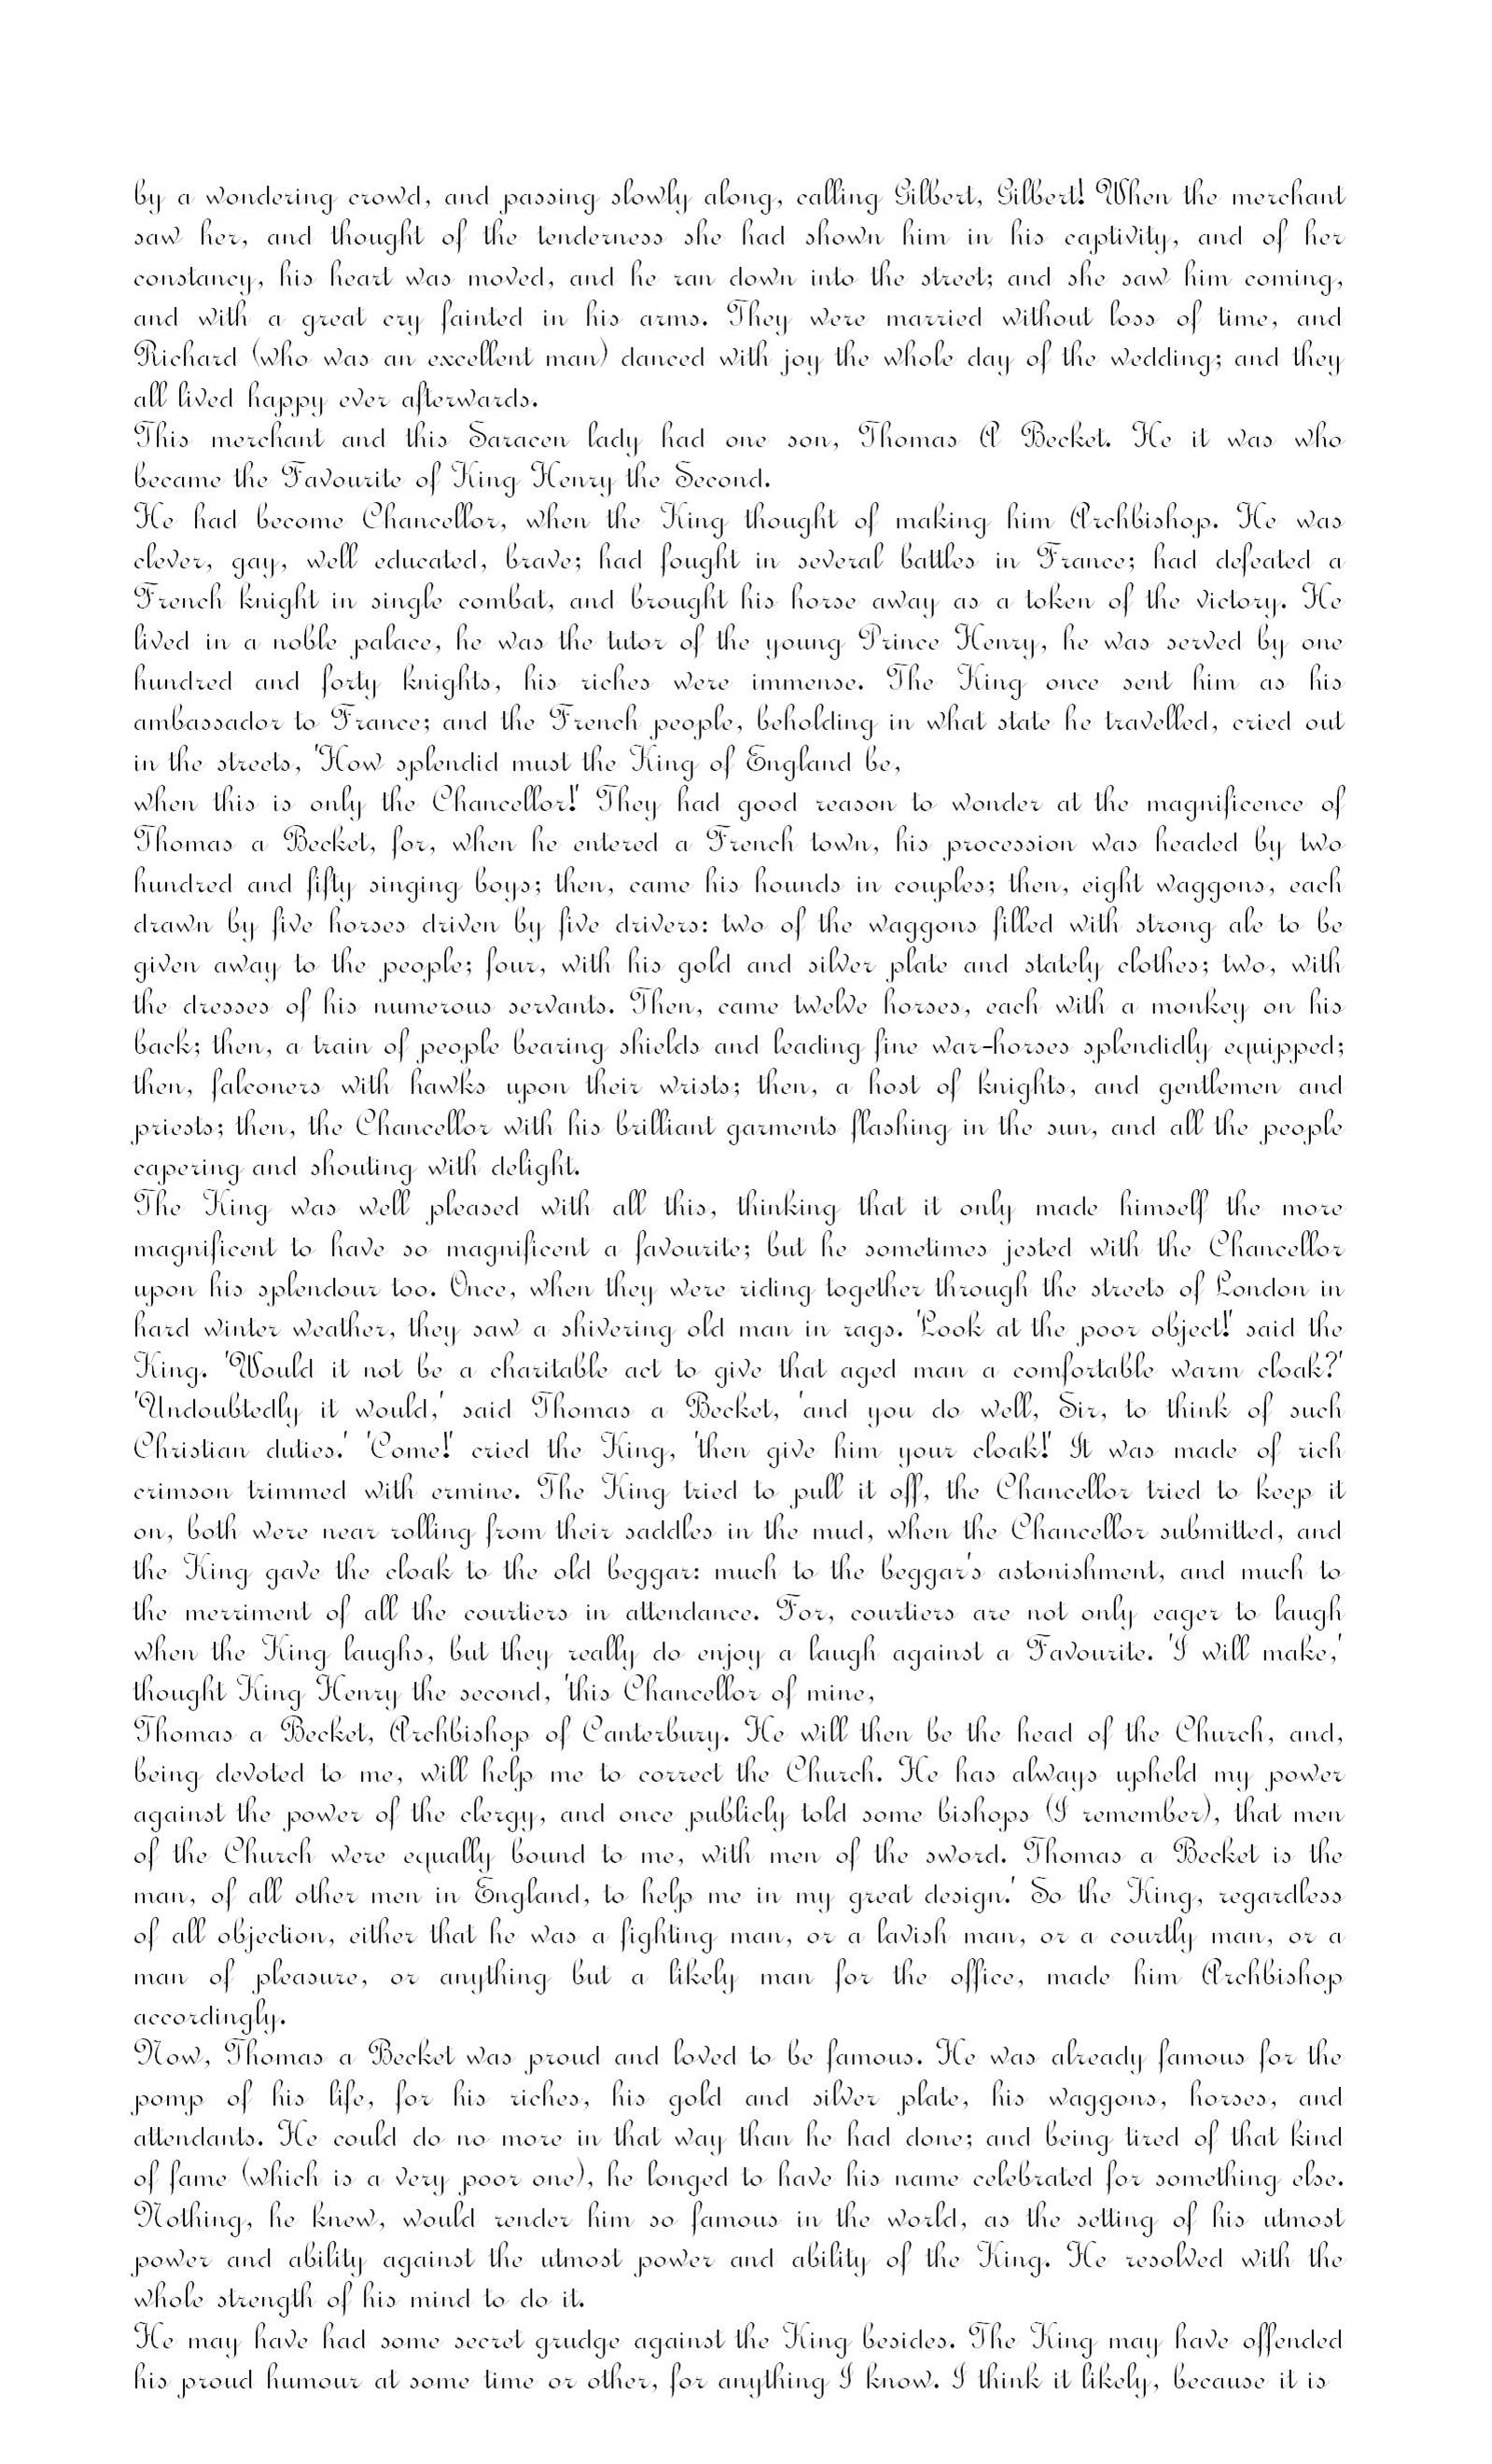 by a wondering crowd, and passing slowly along, calling Gilbert, Gilbert! When the merchant
saw her, and thought of the tenderness she had shown him in his captivity, and of her
constancy, his heart was moved, and he ran down into the street; and she saw him coming,
and with a great cry fainted in his arms. They were married without loss of time, and
Richard (who was an excellent man) danced with joy the whole day of the wedding; and they
all lived happy ever afterwards.
This merchant and this Saracen lady had one son, Thomas A Becket. He it was who
became the Favourite of King Henry the Second.
He had become Chancellor, when the King thought of making him Archbishop. He was
clever, gay, well educated, brave; had fought in several battles in France; had defeated a
French knight in single combat, and brought his horse away as a token of the victory. He
lived in a noble palace, he was the tutor of the young Prince Henry, he was served by one
hundred and forty knights, his riches were immense. The King once sent him as his
ambassador to France; and the French people, beholding in what state he travelled, cried out
in the streets, 'How splendid must the King of England be,
when this is only the Chancellor!' They had good reason to wonder at the magnificence of
Thomas a Becket, for, when he entered a French town, his procession was headed by two
hundred and fifty singing boys; then, came his hounds in couples; then, eight waggons, each
drawn by five horses driven by five drivers: two of the waggons filled with strong ale to be
given away to the people; four, with his gold and silver plate and stately clothes; two, with
the dresses of his numerous servants. Then, came twelve horses, each with a monkey on his
back; then, a train of people bearing shields and leading fine war-horses splendidly equipped;
then, falconers with hawks upon their wrists; then, a host of knights, and gentlemen and
priests; then, the Chancellor with his brilliant garments flashing in the sun, and all the people
capering and shouting with delight.
The King was well pleased with all this, thinking that it only made himself the more
magnificent to have so magnificent a favourite; but he sometimes jested with the Chancellor
upon his splendour too. Once, when they were riding together through the streets of London in
hard winter weather, they saw a shivering old man in rags. 'Look at the poor object!' said the
King. 'Would it not be a charitable act to give that aged man a comfortable warm cloak?'
'Undoubtedly it would,' said Thomas a Becket, 'and you do well, Sir, to think of such
Christian duties.' 'Come!' cried the King, 'then give him your cloak!' It was made of rich
crimson trimmed with ermine. The King tried to pull it off, the Chancellor tried to keep it
on, both were near rolling from their saddles in the mud, when the Chancellor submitted, and
the King gave the cloak to the old beggar: much to the beggar's astonishment, and much to
the merriment of all the courtiers in attendance. For, courtiers are not only eager to laugh
when the King laughs, but they really do enjoy a laugh against a Favourite. 'I will make,'
thought King Henry the second, 'this Chancellor of mine,
Thomas a Becket, Archbishop of Canterbury. He will then be the head of the Church, and,
being devoted to me, will help me to correct the Church. He has always upheld my power
against the power of the clergy, and once publicly told some bishops (I remember), that men
of the Church were equally bound to me, with men of the sword. Thomas a Becket is the
man, of all other men in England, to help me in my great design.' So the King, regardless
of all objection, either that he was a fighting man, or a lavish man, or a courtly man, or a
man of pleasure, or anything but a likely man for the office, made him Archbishop
accordingly.
Now, Thomas a Becket was proud and loved to be famous. He was already famous for the
pomp of his life, for his riches, his gold and silver plate, his waggons, horses, and
attendants. He could do no more in that way than he had done; and being tired of that kind
of fame (which is a very poor one), he longed to have his name celebrated for something else.
Nothing, he knew, would render him so famous in the world, as the setting of his utmost
power and ability against the utmost power and ability of the King. He resolved with the
whole strength of his mind to do it.
He may have had some secret grudge against the King besides. The King may have offended
his proud humour at some time or other, for anything I know. I think it likely, because it is